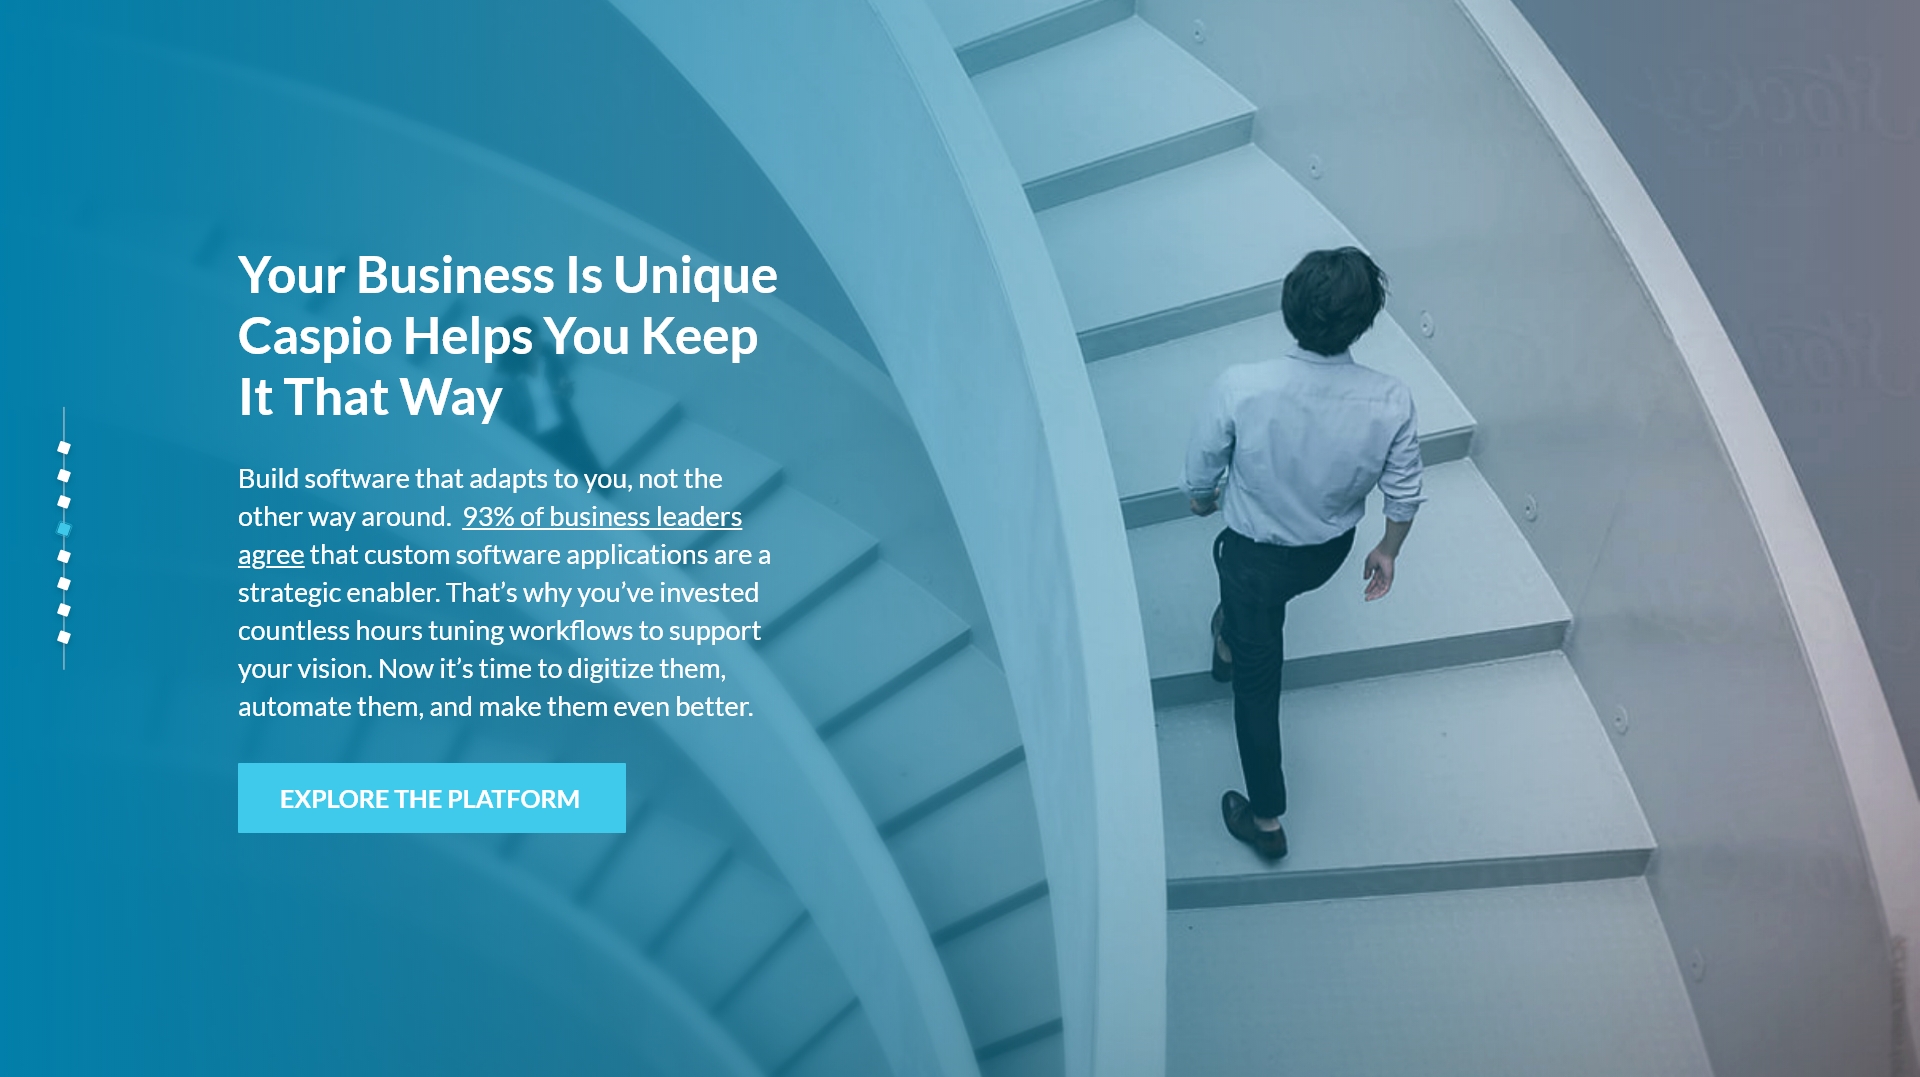 Stocksy
Your Business Is Unique
Caspio Helps You Keep
It That Way
Build software that adapts to you, not the
other way around.  93% of business leaders
agree that custom software applications are a
strategic enabler. That’s why you’ve invested
countless hours tuning workflows to support
your vision. Now it’s time to digitize them,
automate them, and make them even better.
EXPLORE THE PLATFORM